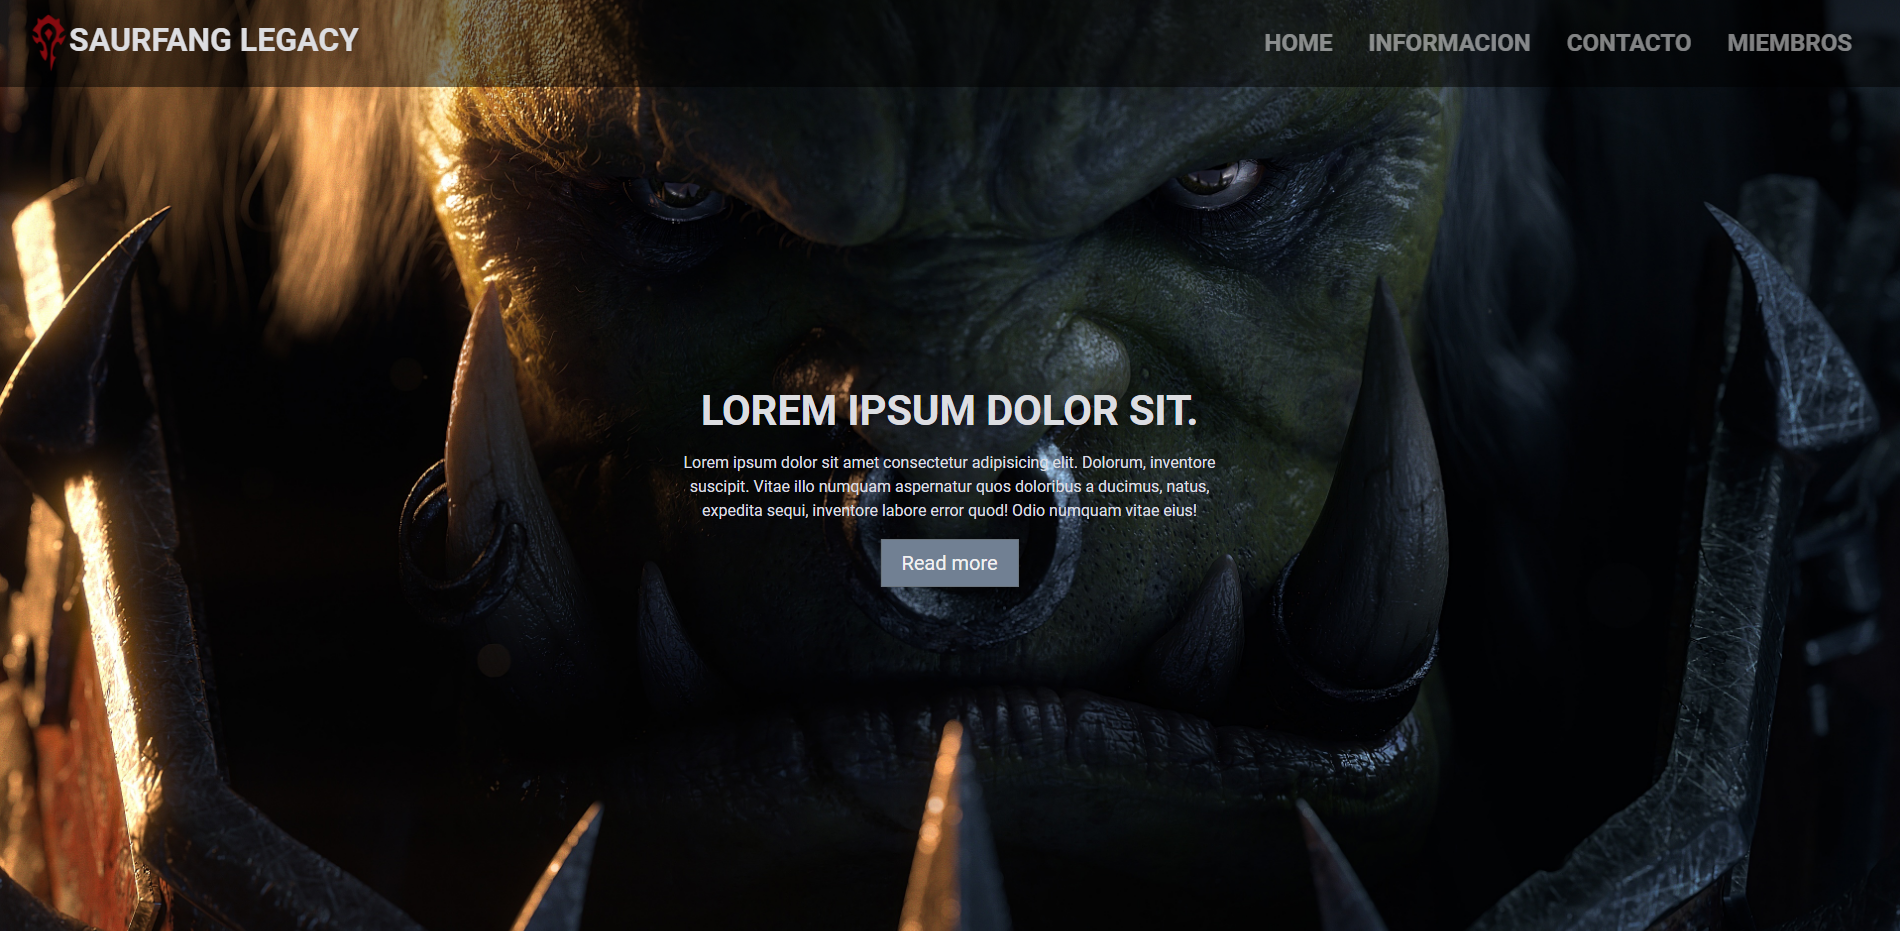 SAURFANG LEGACY
HOME INFORMACION CONTACTO MIEMBROS
LOREM IPSUM DOLOR SIT.
Lorem ipsum dolor sit amet consectetur adipisicing elit. Dolorum, inventore
suscipit. Vitae illo numquam aspernatur quos doloribus a ducimus, natus,
expedita sequi, inventore labore error quod! Odio numquam vitae eius!
Read more